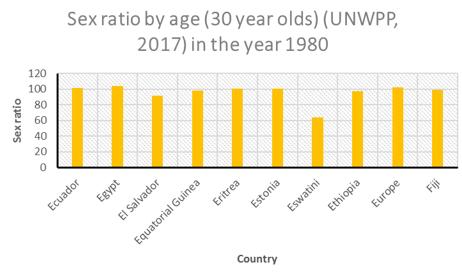 Sex ratio by age (30 year olds) (UNWPP,
2017) in the year 1980
Sex ratio
120
100
80
60
40
20
0
Ecuador
Egypt
El Salvador
Equatorial Guinea
Eritrea
Estonia
Eswatini
Ethiopia
Europe
Fiji
Country